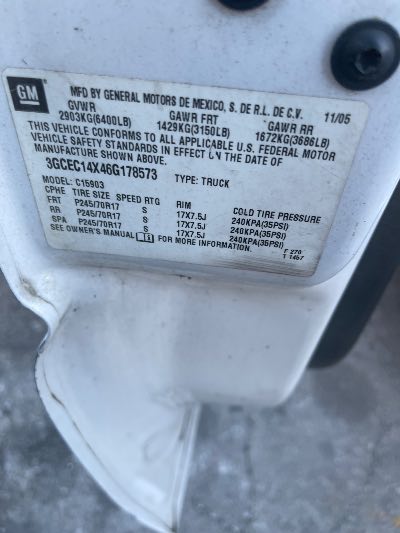 GM
MFD BY GENERAL MOTORS DE MEXICO, S. DE R.L. DE C.V. 11/05
GVWR GAWR FRT GAWR RR
2903KG(6400LB) 1429KG(3150LB) 1672KG(3686LB)
THIS VEHICLE CONFORMS TO ALL APPLICABLE U.S. FEDERAL MOTOR
VEHICLE SAFETY STANDARDS IN EFFECT ON THE DATE OF
MANUFACTURE SHOWN ABOVE.
3GCEC14X46G178573 TYPE: TRUCK
MODEL: C15903
CPHE TIRE SIZE SPEED RTG RIM COLD TIRE PRESSURE
FRT P245/70R17 S 17X7.5J 240KPA(35PSI)
RR P245/70R17 S 17X7.5J 240KPA(35PSI)
SPA P245/70R17 S 17X7.5J 240KPA(35PSI)
SEE OWNER'S MANUAL FOR MORE INFORMATION.
F 270
T 1457